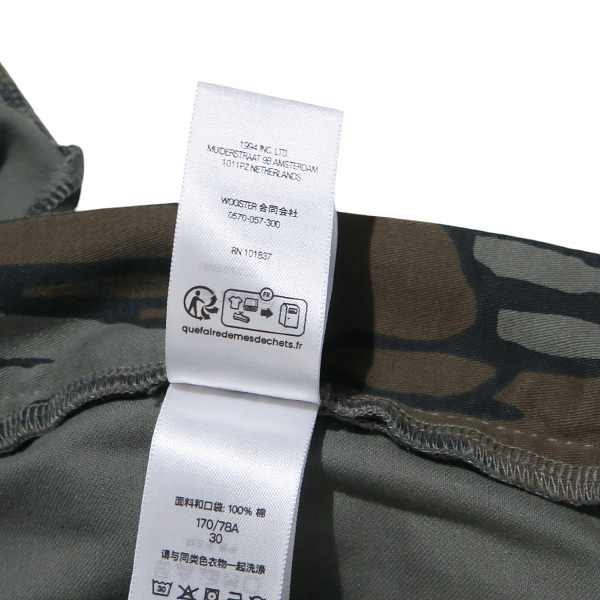 1994 INC. LTD.
MUIDERSTRAAT 9B AMSTERDAM
1011PZ NETHERLANDS
WOOSTER 合同会社
0570-057-300
RN 101837
FR
quefairedemesdechets.fr
面料和口袋: 100% 棉
170/78A
30
请与同类色衣物一起洗涤
30